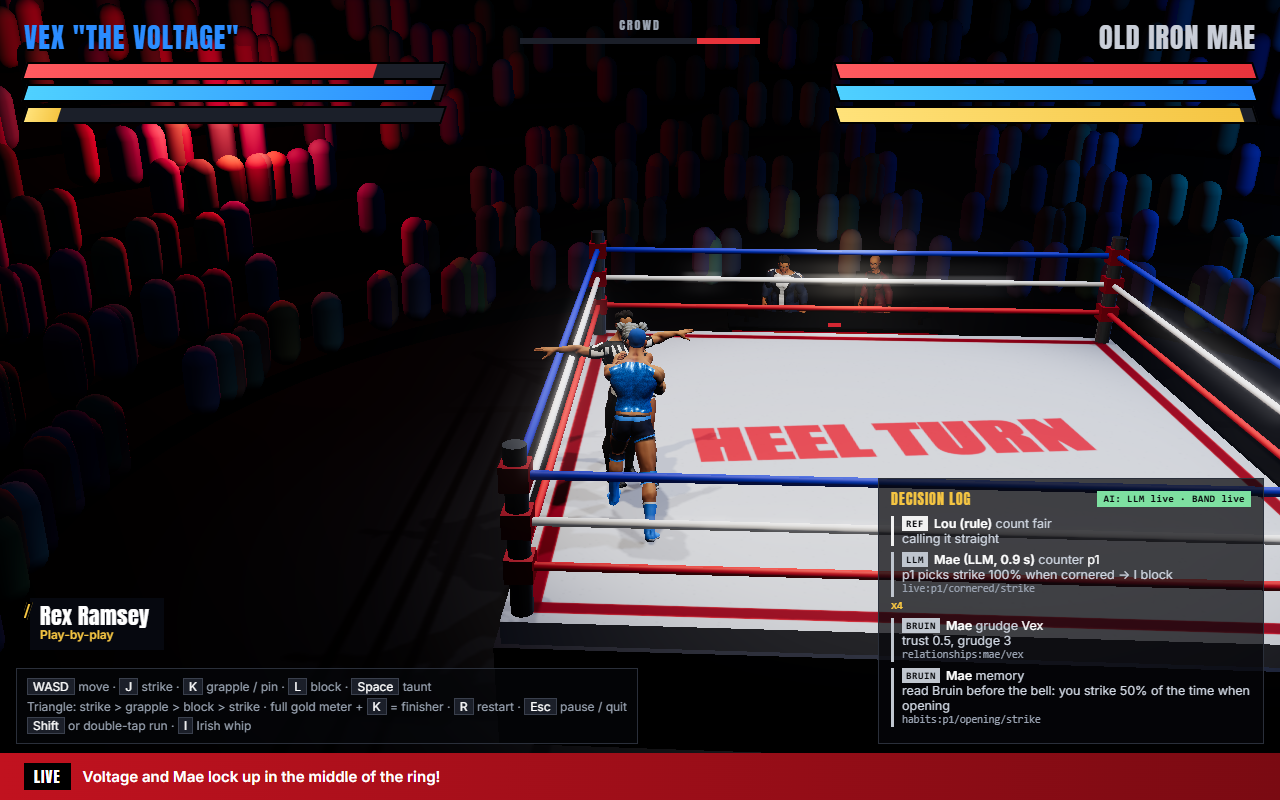 VEX "THE VOLTAGE"
CROWD
OLD IRON MAE
HEEL TURN
DECISION LOG
AI: LLM live · BAND live
REF Lou (rule) count fair
calling it straight
LLM Mae (LLM, 0.9 s) counter p1
p1 picks strike 100% when cornered → I block
live:p1/cornered/strike
x4
BRUIN Mae grudge Vex
trust 0.5, grudge 3
relationships:mae/vex
BRUIN Mae memory
read Bruin before the bell: you strike 50% of the time when
opening
habits:p1/opening/strike
Rex Ramsey
Play-by-play
WASD move · J strike · K grapple / pin · L block · Space taunt
Triangle: strike > grapple > block > strike · full gold meter + K = finisher · R restart · Esc pause / quit
Shift or double-tap run · I Irish whip
LIVE Voltage and Mae lock up in the middle of the ring!